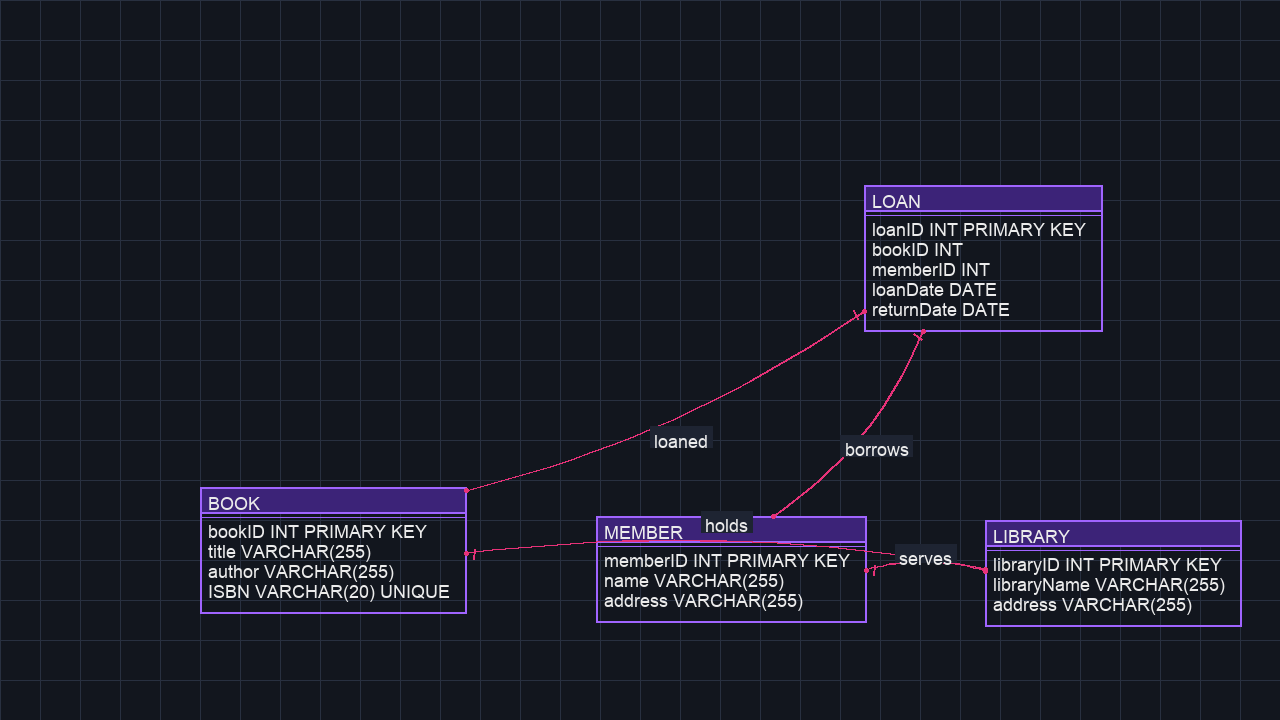 LOAN
loanID INT PRIMARY KEY
bookID INT
memberID INT
loanDate DATE
returnDate DATE
loaned
borrows
BOOK
bookID INT PRIMARY KEY
title VARCHAR(255)
author VARCHAR(255)
ISBN VARCHAR(20) UNIQUE
holds
MEMBER
memberID INT PRIMARY KEY
name VARCHAR(255)
address VARCHAR(255)
serves
LIBRARY
libraryID INT PRIMARY KEY
libraryName VARCHAR(255)
address VARCHAR(255)